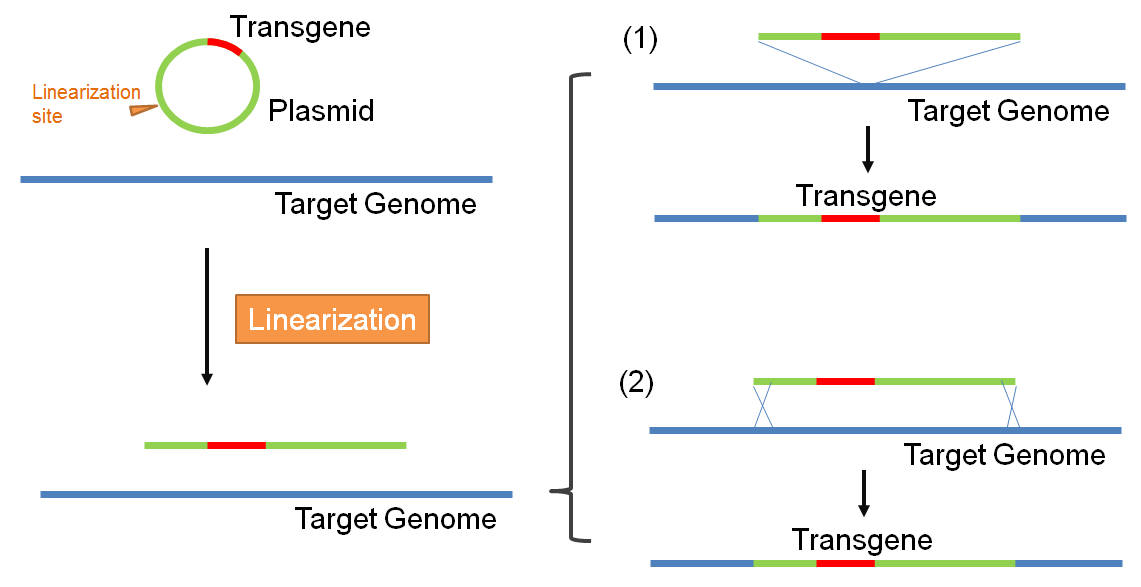 Transgene
Linearization
site
Plasmid
Target Genome
Linearization
Target Genome
(1)
Target Genome
Transgene
(2)
Target Genome
Transgene